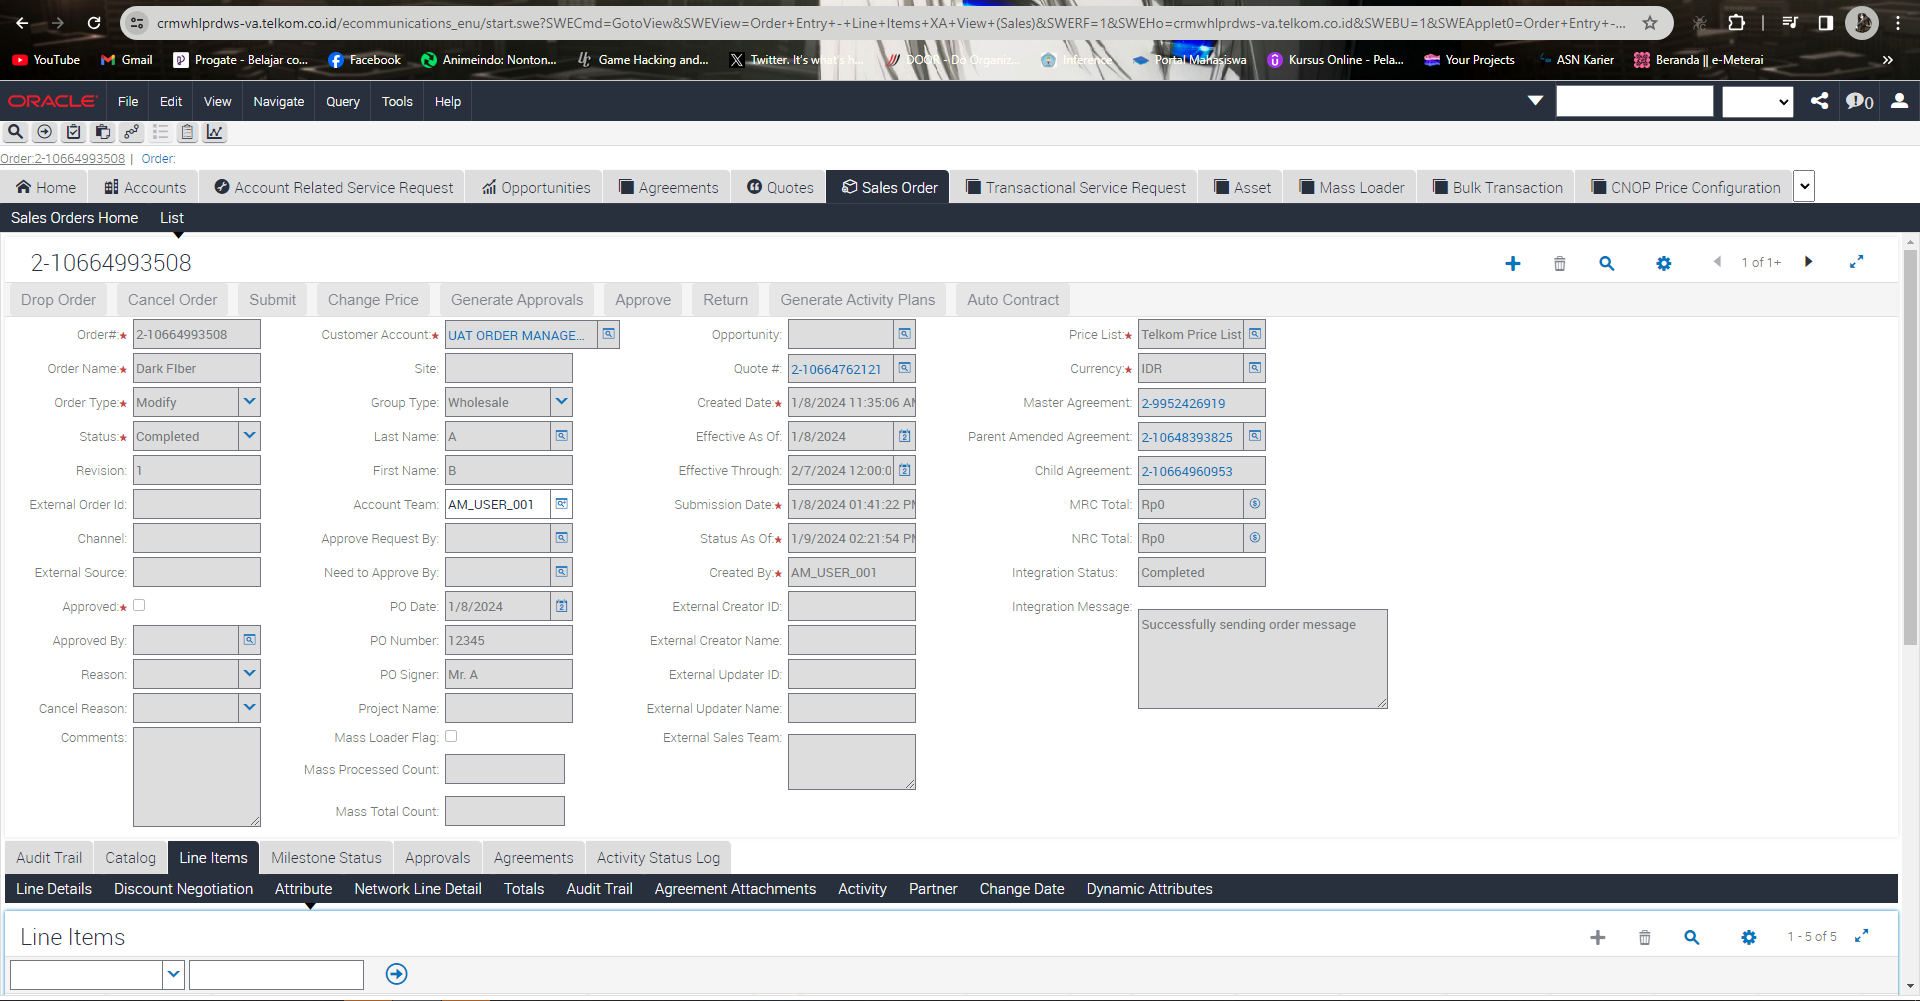 crmwhlprdws-va.telkom.co.id/ecommunications_enu/start.swe?SWECmd=GotoView&SWEView=Order+Entry+-+Line+Items+XA+View+(Sales)&SWERF=1&SWEHo=crmwhlprdws-va.telkom.co.id&SWEBU=1&SWEApplet0=Order+Entry+-...
YouTube Gmail Progate - Belajar co... Facebook Animeindo: Nonton... Game Hacking and... Twitter. It's what's h... DOOR - Do Organiz... Inference Portal Mahasiswa Kursus Online - Pela... Your Projects ASN Karier Beranda || e-Meterai »
ORACLE File Edit View Navigate Query Tools Help 0
Order:2-10664993508 | Order:
Home Accounts Account Related Service Request Opportunities Agreements Quotes Sales Order Transactional Service Request Asset Mass Loader Bulk Transaction CNOP Price Configuration
Sales Orders Home List
2-10664993508 1 of 1+
Drop Order Cancel Order Submit Change Price Generate Approvals Approve Return Generate Activity Plans Auto Contract
Order#:★ 2-10664993508 Customer Account:★ UAT ORDER MANAGE... Opportunity: Price List:★ Telkom Price List
Order Name:★ Dark FIber Site: Quote #: 2-10664762121 Currency:★ IDR
Order Type:★ Modify Group Type: Wholesale Created Date:★ 1/8/2024 11:35:06 AM Master Agreement: 2-9952426919
Status:★ Completed Last Name: A Effective As Of: 1/8/2024 Parent Amended Agreement: 2-10648393825
Revision: 1 First Name: B Effective Through: 2/7/2024 12:00:0 Child Agreement: 2-10664960953
External Order Id: Account Team: AM_USER_001 Submission Date:★ 1/8/2024 01:41:22 PM MRC Total: Rp0
Channel: Approve Request By: Status As Of:★ 1/9/2024 02:21:54 PM NRC Total: Rp0
External Source: Need to Approve By: Created By:★ AM_USER_001 Integration Status: Completed
Approved:★ PO Date: 1/8/2024 External Creator ID: Integration Message:
Successfully sending order message
Approved By: PO Number: 12345 External Creator Name:
Reason: PO Signer: Mr. A External Updater ID:
Cancel Reason: Project Name: External Updater Name:
Comments: Mass Loader Flag: External Sales Team:
Mass Processed Count:
Mass Total Count:
Audit Trail Catalog Line Items Milestone Status Approvals Agreements Activity Status Log
Line Details Discount Negotiation Attribute Network Line Detail Totals Audit Trail Agreement Attachments Activity Partner Change Date Dynamic Attributes
Line Items 1 - 5 of 5